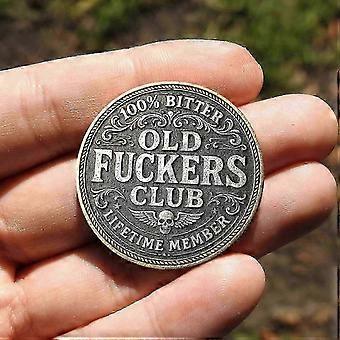 100% BITTER
OLD
FUCKERS
CLUB
LIFETIME MEMBER